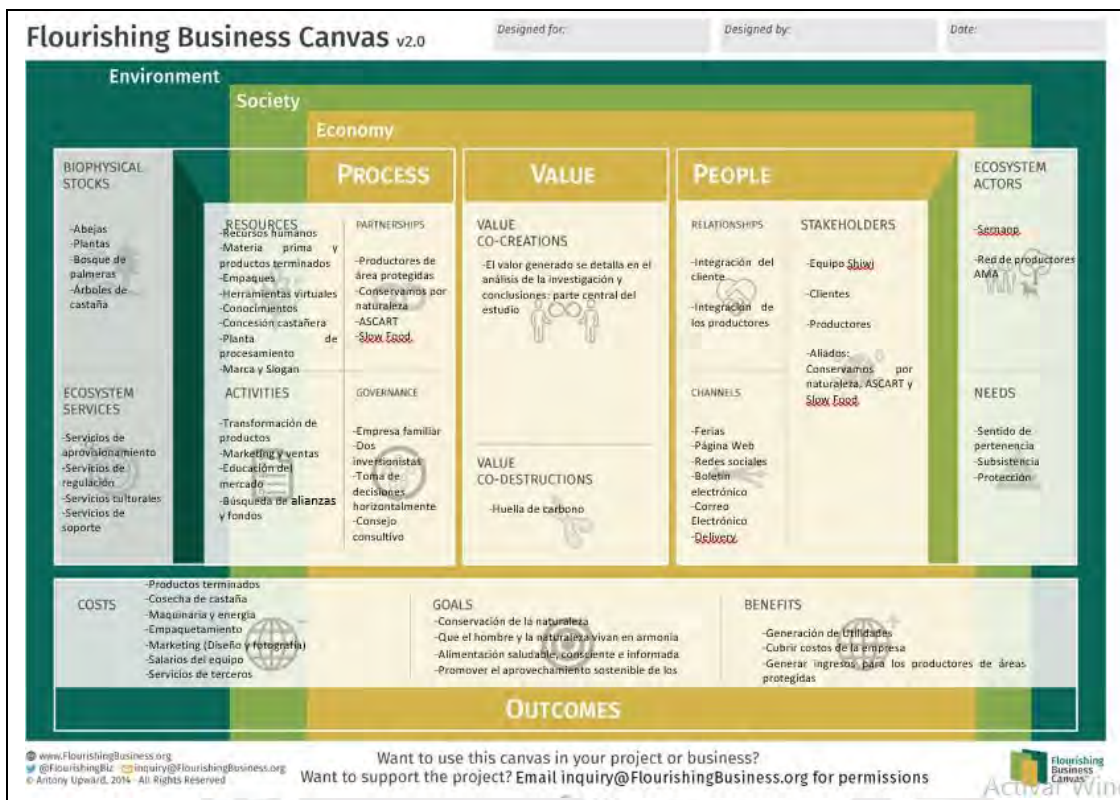 Flourishing Business Canvas v2.0
Designed for:
Designed by:
Date:
Environment
Society
Economy
BIOPHYSICAL
STOCKS
-Abejas
-Plantas
-Bosque de
palmeras
-Árboles de
castaña
ECOSYSTEM
SERVICES
-Servicios de
aprovisionamiento
-Servicios de
regulación
-Servicios culturales
-Servicios de
soporte
PROCESS
RESOURCES
-Recursos humanos
-Materia prima y
productos terminados
-Empaques
-Herramientas virtuales
-Conocimientos
-Concesión castañera
-Planta de
procesamiento
-Marca y Slogan
PARTNERSHIPS
-Productores de
área protegidas
-Conservamos por
naturaleza
-ASCART
-Slow Food.
ACTIVITIES
-Transformación de
productos
-Marketing y ventas
-Educación del
mercado
-Búsqueda de alianzas
y fondos
GOVERNANCE
-Empresa familiar
-Dos
inversionistas
-Toma de
decisiones
horizontalmente
-Consejo
consultivo
VALUE
VALUE
CO-CREATIONS
-El valor generado se detalla en el
análisis de la investigación y
conclusiones: parte central del
estudio
VALUE
CO-DESTRUCTIONS
-Huella de carbono
PEOPLE
RELATIONSHIPS
-Integración del
cliente
-Integración de
los productores
STAKEHOLDERS
-Equipo Shiwi
-Clientes
-Productores
-Aliados:
Conservamos por
naturaleza, ASCART y
Slow Food.
CHANNELS
-Ferias
-Página Web
-Redes sociales
-Boletín
electrónico
-Correo
Electrónico
-Delivery.
ECOSYSTEM
ACTORS
-Sernanp.
-Red de productores
AMA
NEEDS
-Sentido de
pertenencia
-Subsistencia
-Protección
COSTS
-Productos terminados
-Cosecha de castaña
-Maquinaria y energía
-Empaquetamiento
-Marketing (Diseño y fotografía)
-Salarios del equipo
-Servicios de terceros
GOALS
-Conservación de la naturaleza
-Que el hombre y la naturaleza vivan en armonía
-Alimentación saludable, consciente e informada
-Promover el aprovechamiento sostenible de los
BENEFITS
-Generación de Utilidades
-Cubrir costos de la empresa
-Generar ingresos para los productores de áreas
protegidas
OUTCOMES
www.FlourishingBusiness.org
@FlourishingBiz inquiry@FlourishingBusiness.org
© Antony Upward, 2014 All Rights Reserved
Want to use this canvas in your project or business?
Want to support the project? Email inquiry@FlourishingBusiness.org for permissions
Flourishing
Business
Canvas
Activar Win